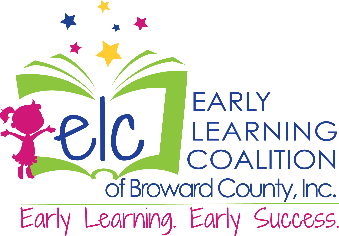 elc
EARLY
LEARNING
COALITION
of Broward County, Inc.
Early Learning. Early Success.